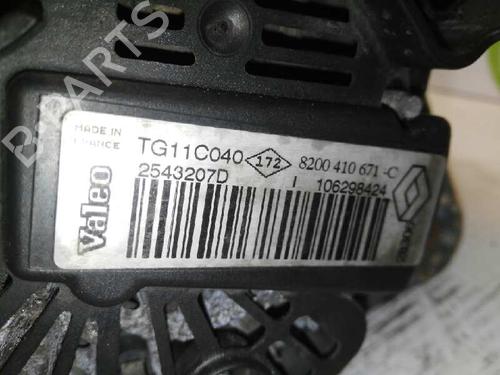 B-PARTS
MADE IN
FRANCE
Valeo
TG11C040
172
8200 410 671 -C
2543207D
I
106298424